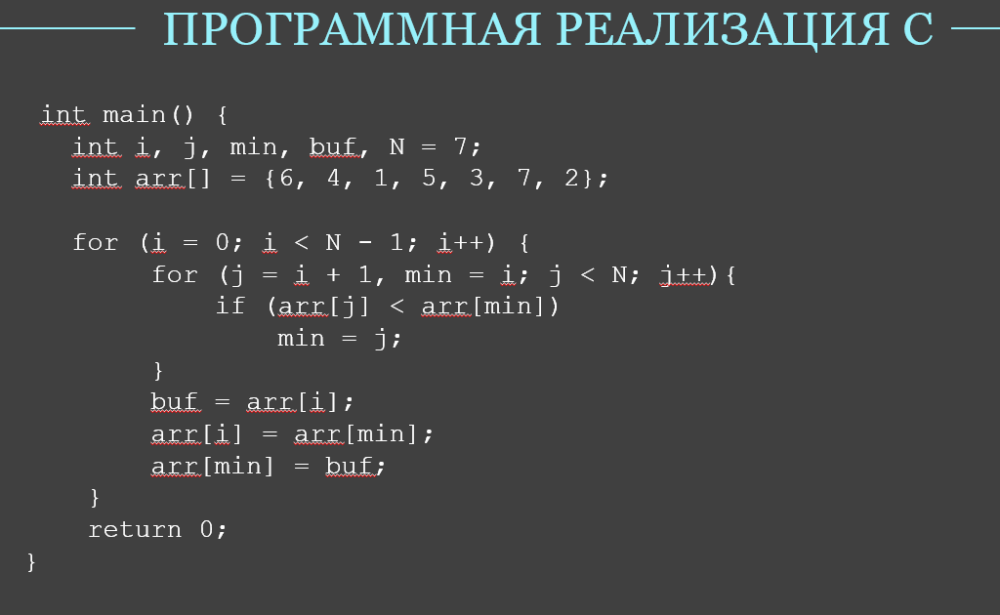 ПРОГРАММНАЯ РЕАЛИЗАЦИЯ С
int main() {
int i, j, min, buf, N = 7;
int arr[] = {6, 4, 1, 5, 3, 7, 2};
for (i = 0; i < N - 1; i++) {
for (j = i + 1, min = i; j < N; j++){
if (arr[j] < arr[min])
min = j;
}
buf = arr[i];
arr[i] = arr[min];
arr[min] = buf;
}
return 0;
}